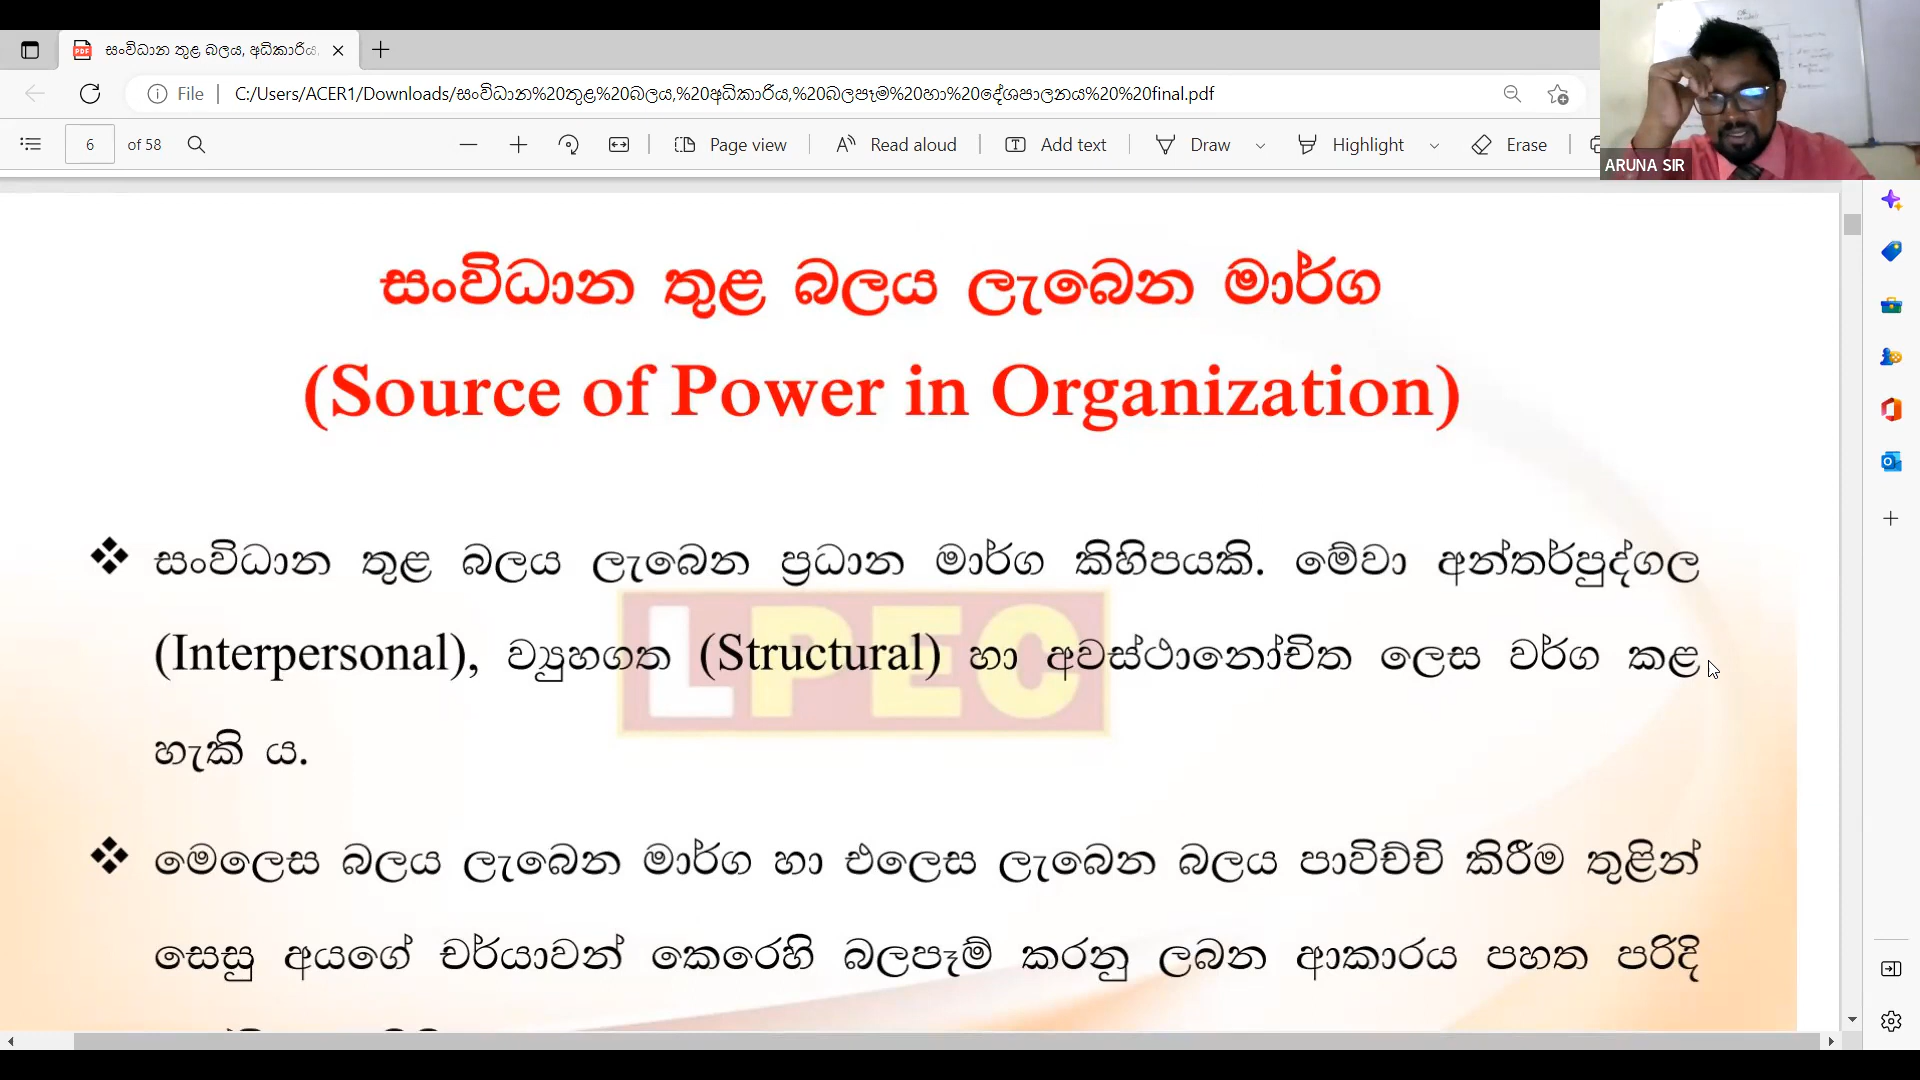 සංවිධාන තුළ බලය, අධිකාරිය,
File
C:/Users/ACER1/Downloads/සංවිධාන%20තුළ%20බලය,%20අධිකාරිය,%20බලපෑම%20හා%20දේශපාලනය%20%20final.pdf
6 of 58
Page view
Read aloud
Add text
Draw
Highlight
Erase
ARUNA SIR
සංවිධාන තුළ බලය ලැබෙන මාර්ග
(Source of Power in Organization)
❖ සංවිධාන තුළ බලය ලැබෙන ප්‍රධාන මාර්ග කිහිපයකි. මේවා අන්තර්පුද්ගල
(Interpersonal), ව්‍යුහගත (Structural) හා අවස්ථානෝචිත ලෙස වර්ග කළ
හැකි ය.
LPEC
❖ මෙලෙස බලය ලැබෙන මාර්ග හා එලෙස ලැබෙන බලය පාවිච්චි කිරීම තුළින්
සෙසු අයගේ චර්යාවන් කෙරෙහි බලපෑම් කරනු ලබන ආකාරය පහත පරිදි